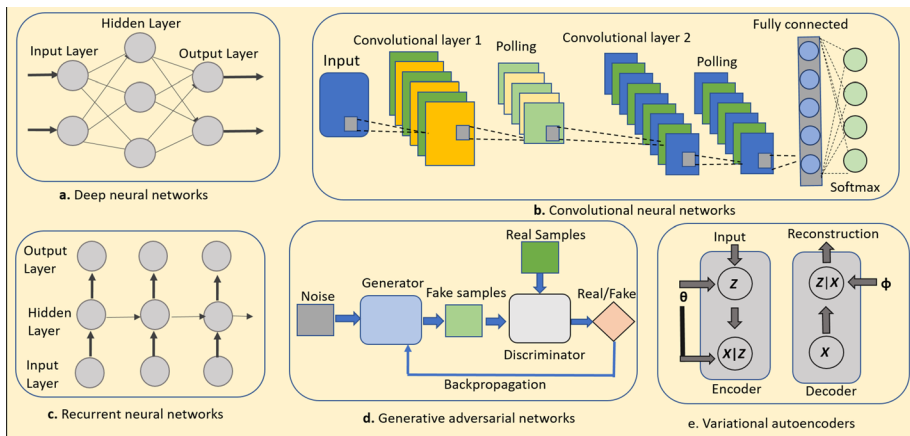 Hidden Layer
Input Layer
Output Layer
a. Deep neural networks
Fully connected
Convolutional layer 1
Polling
Convolutional layer 2
Polling
Input
Softmax
b. Convolutional neural networks
Output
Layer
Hidden
Layer
Input
Layer
c. Recurrent neural networks
Real Samples
Generator
Noise
Fake samples
Real/Fake
Discriminator
Backpropagation
d. Generative adversarial networks
Input
Reconstruction
θ
Z
Z|X
ϕ
X|Z
X
Encoder
Decoder
e. Variational autoencoders